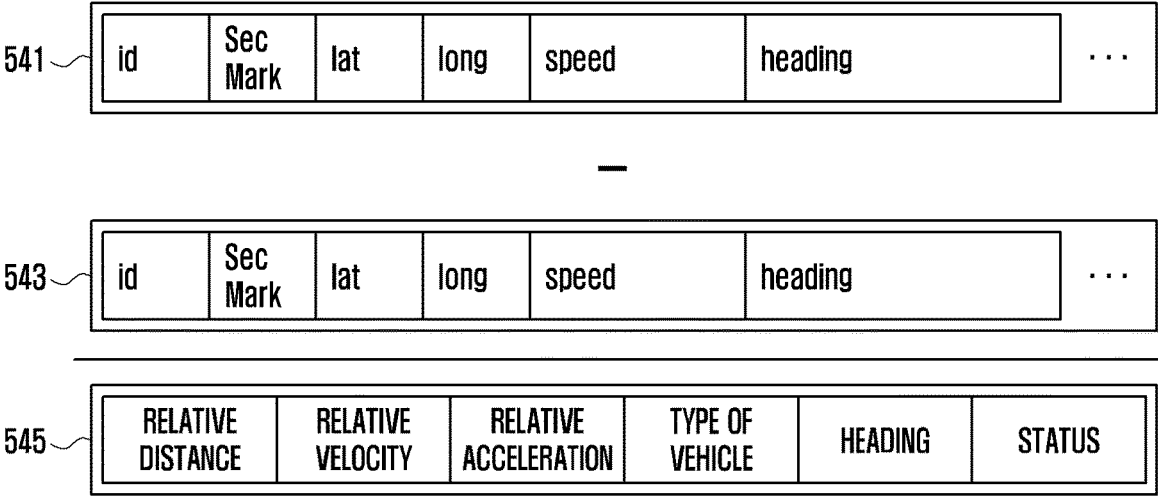 541 id Sec Mark lat long speed heading ...
–
543 id Sec Mark lat long speed heading ...
545 RELATIVE DISTANCE RELATIVE VELOCITY RELATIVE ACCELERATION TYPE OF VEHICLE HEADING STATUS